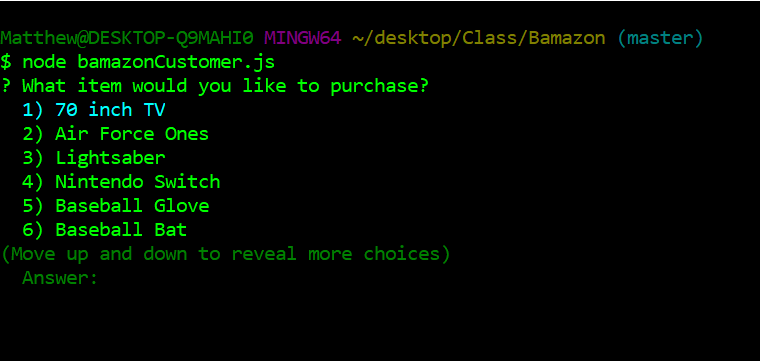 Matthew@DESKTOP-Q9MAHI0 MINGW64 ~/desktop/Class/Bamazon (master)
$ node bamazonCustomer.js
? What item would you like to purchase?
1) 70 inch TV
2) Air Force Ones
3) Lightsaber
4) Nintendo Switch
5) Baseball Glove
6) Baseball Bat
(Move up and down to reveal more choices)
Answer: